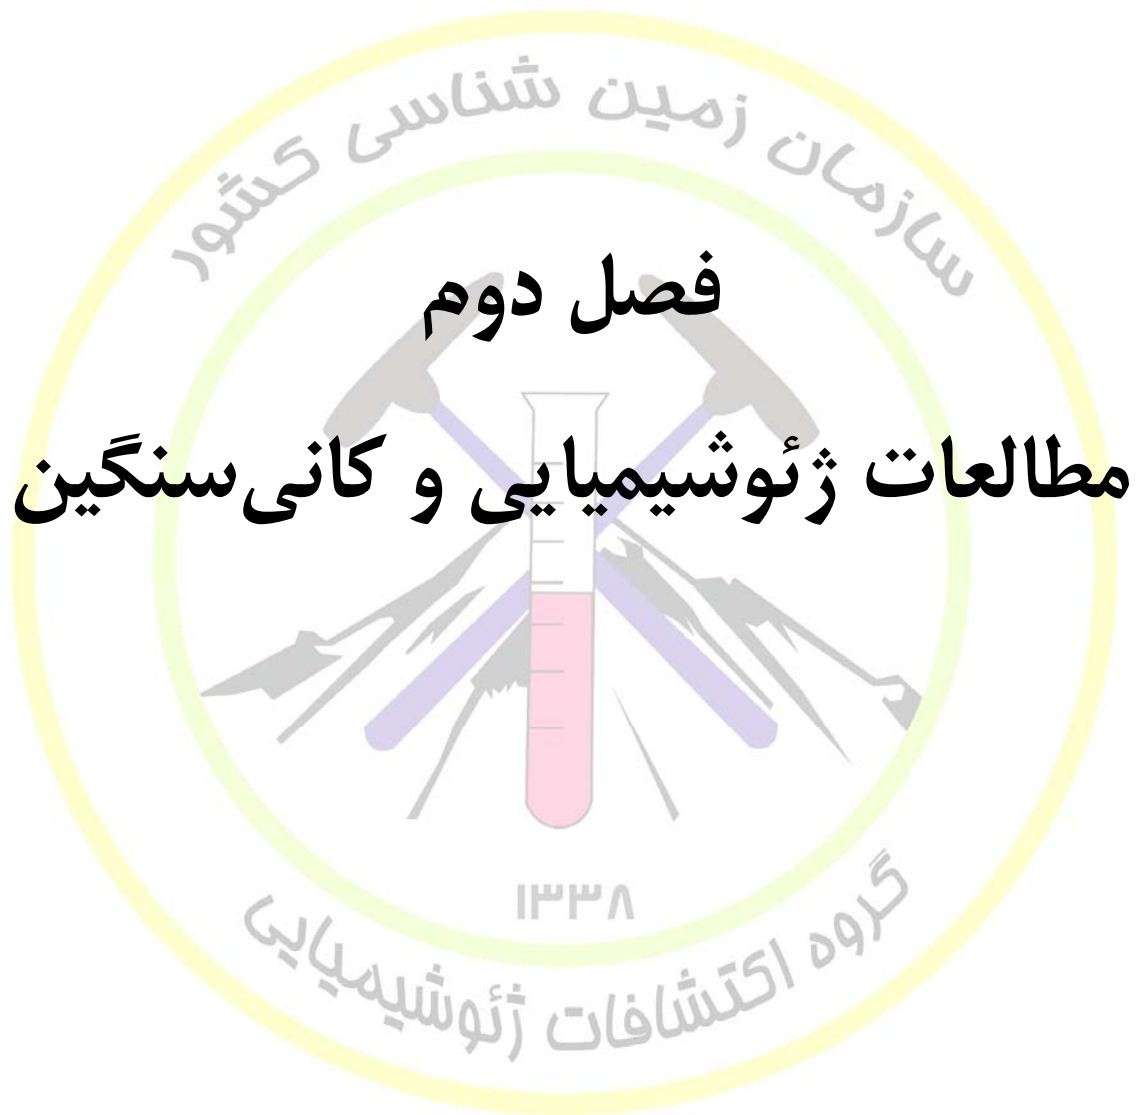 سازمان زمین شناسی کشور
فصل دوم
مطالعات ژئوشیمیایی و کانی‌سنگین
۱۳۳۸
گروه اکتشافات ژئوشیمیایی